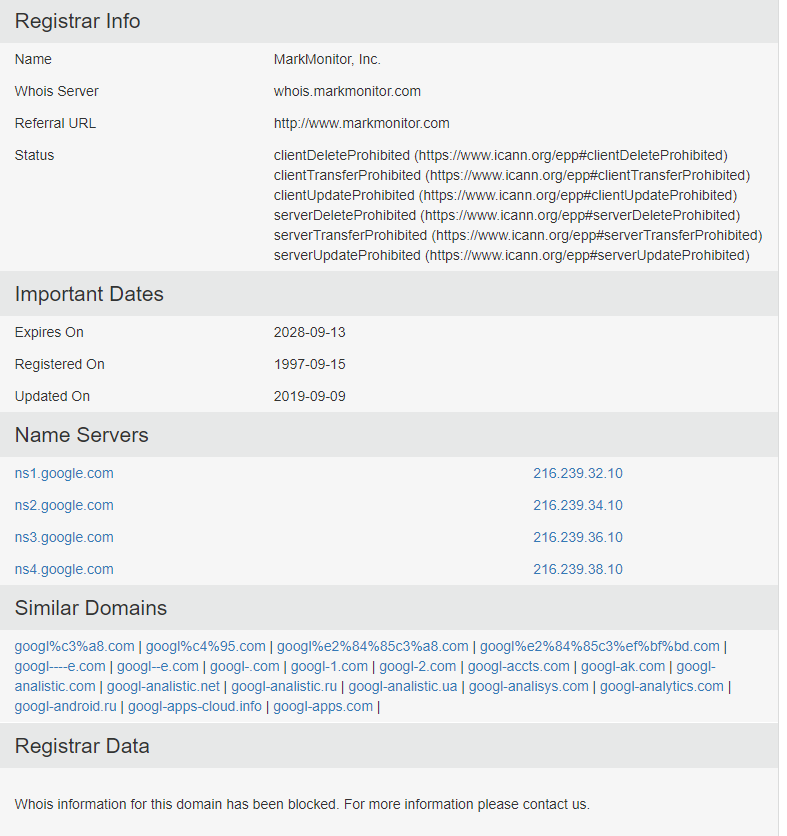 Registrar Info
Name MarkMonitor, Inc.
Whois Server whois.markmonitor.com
Referral URL http://www.markmonitor.com
Status clientDeleteProhibited (https://www.icann.org/epp#clientDeleteProhibited)
clientTransferProhibited (https://www.icann.org/epp#clientTransferProhibited)
clientUpdateProhibited (https://www.icann.org/epp#clientUpdateProhibited)
serverDeleteProhibited (https://www.icann.org/epp#serverDeleteProhibited)
serverTransferProhibited (https://www.icann.org/epp#serverTransferProhibited)
serverUpdateProhibited (https://www.icann.org/epp#serverUpdateProhibited)
Important Dates
Expires On 2028-09-13
Registered On 1997-09-15
Updated On 2019-09-09
Name Servers
ns1.google.com 216.239.32.10
ns2.google.com 216.239.34.10
ns3.google.com 216.239.36.10
ns4.google.com 216.239.38.10
Similar Domains
googl%c3%a8.com | googl%c4%95.com | googl%e2%84%85c3%a8.com | googl%e2%84%85c3%ef%bf%bd.com |
googl----e.com | googl--e.com | googl-.com | googl-1.com | googl-2.com | googl-accts.com | googl-ak.com | googl-
analistic.com | googl-analistic.net | googl-analistic.ru | googl-analistic.ua | googl-analisys.com | googl-analytics.com |
googl-android.ru | googl-apps-cloud.info | googl-apps.com |
Registrar Data
Whois information for this domain has been blocked. For more information please contact us.